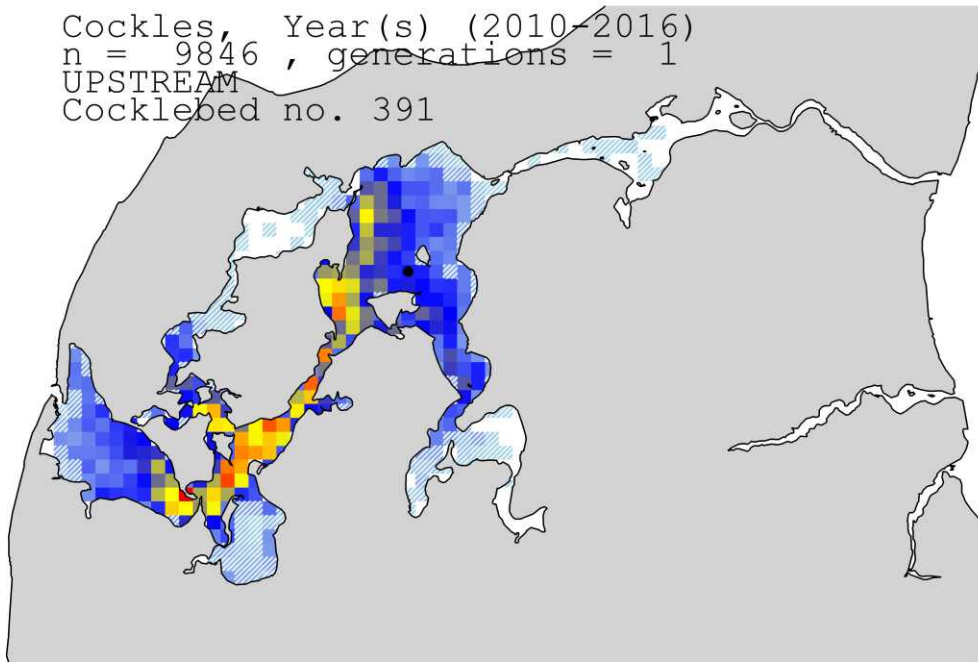 Cockles, Year(s) (2010-2016)
n = 9846 , generations = 1
UPSTREAM
Cocklebed no. 391